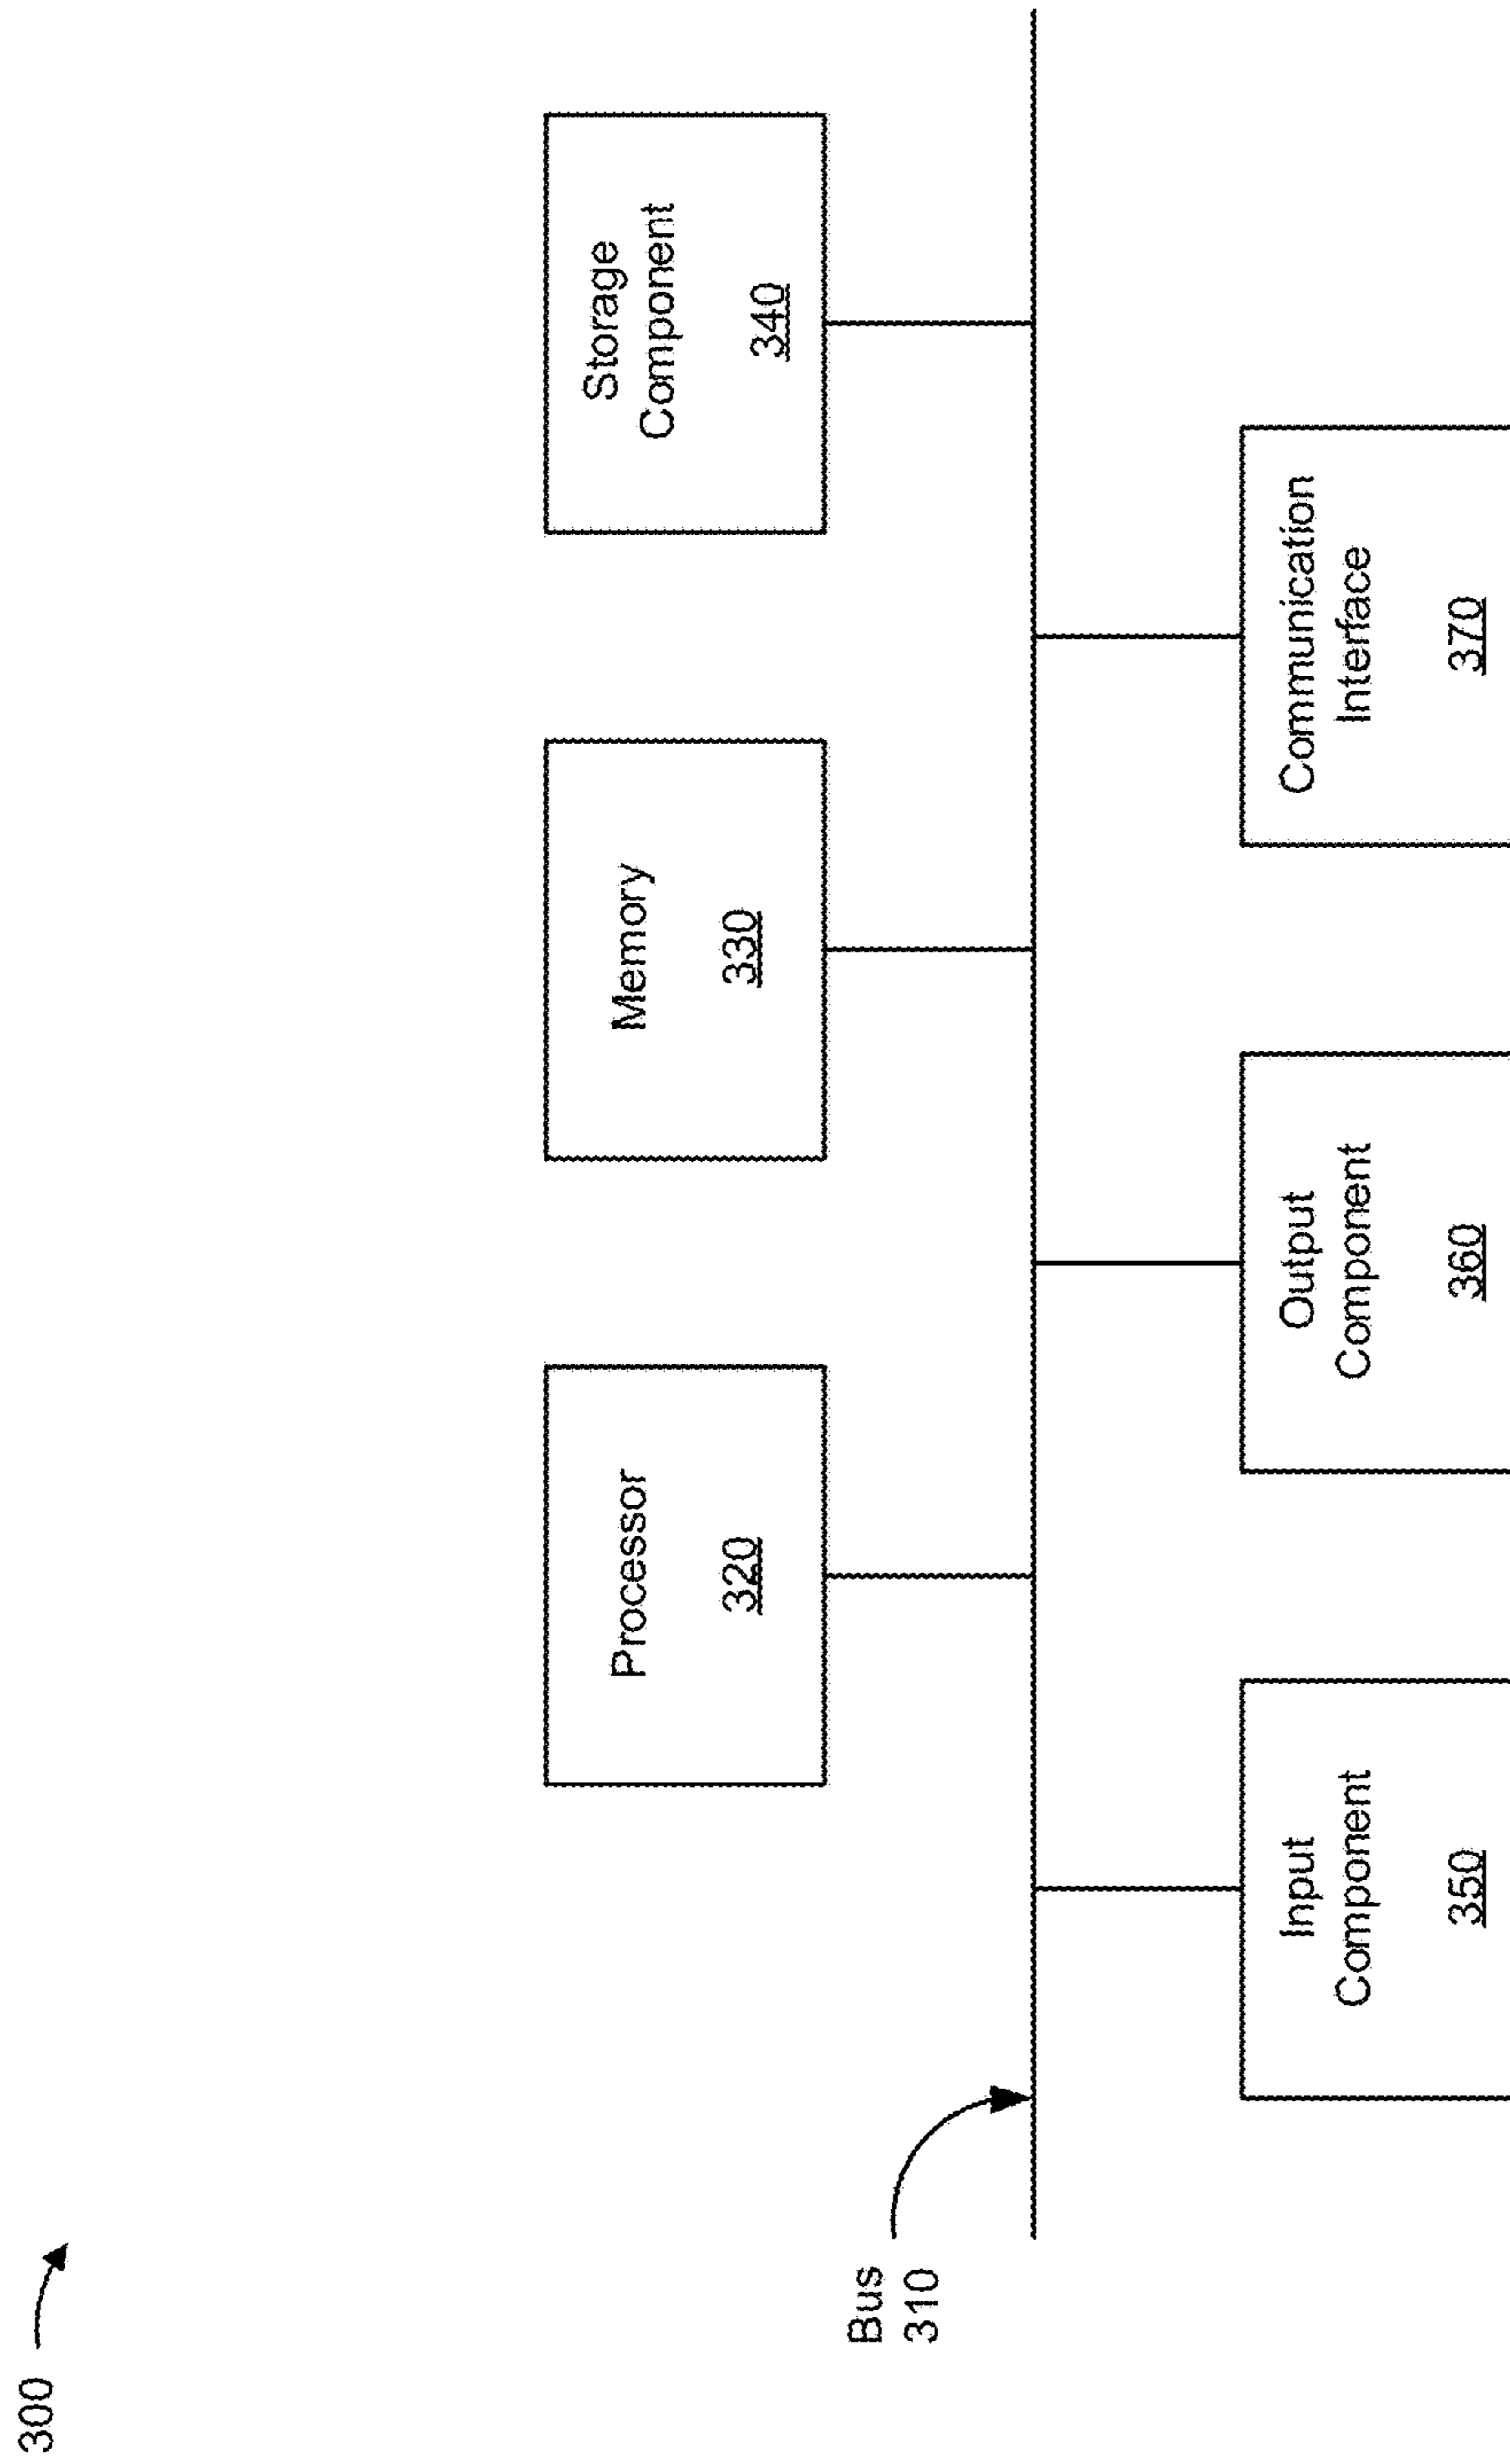 300
Processor
320
Memory
330
Storage
Component
340
Bus
310
Input
Component
350
Output
Component
360
Communication
Interface
370